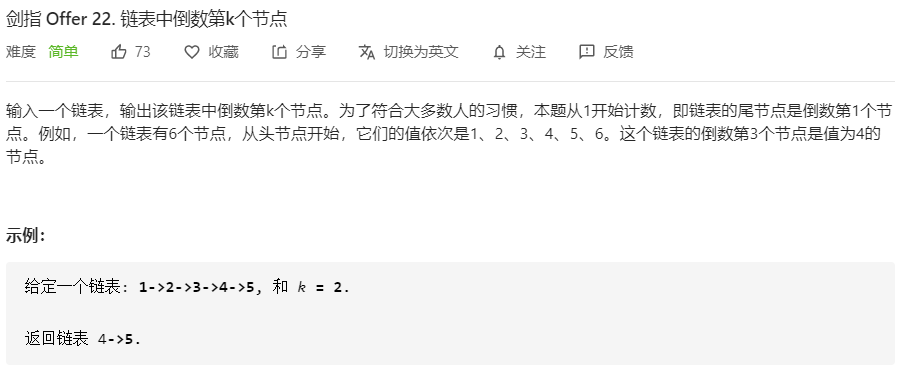 剑指 Offer 22. 链表中倒数第k个节点
难度 简单 73 收藏 分享 切换为英文 关注 反馈
输入一个链表，输出该链表中倒数第k个节点。为了符合大多数人的习惯，本题从1开始计数，即链表的尾节点是倒数第1个节
点。例如，一个链表有6个节点，从头节点开始，它们的值依次是1、2、3、4、5、6。这个链表的倒数第3个节点是值为4的
节点。
示例：
给定一个链表: 1->2->3->4->5, 和 k = 2.
返回链表 4->5.